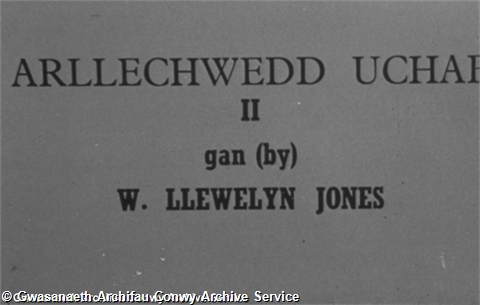 ARLLECHWEDD UCHAF
II
gan (by)
W. LLEWELYN JONES
© Gwasanaeth Archifau Conwy Archive Service